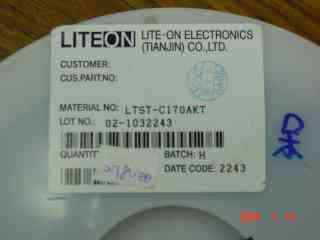 LITEON LITE-ON ELECTRONICS
(TIANJIN) CO.,LTD.
CUSTOMER:
CUS.PART.NO:
MATERIAL NO.: LTST-C170AKT
LOT NO.: 02-1032243
QUANTIT
BATCH: H
DATE CODE: 2243